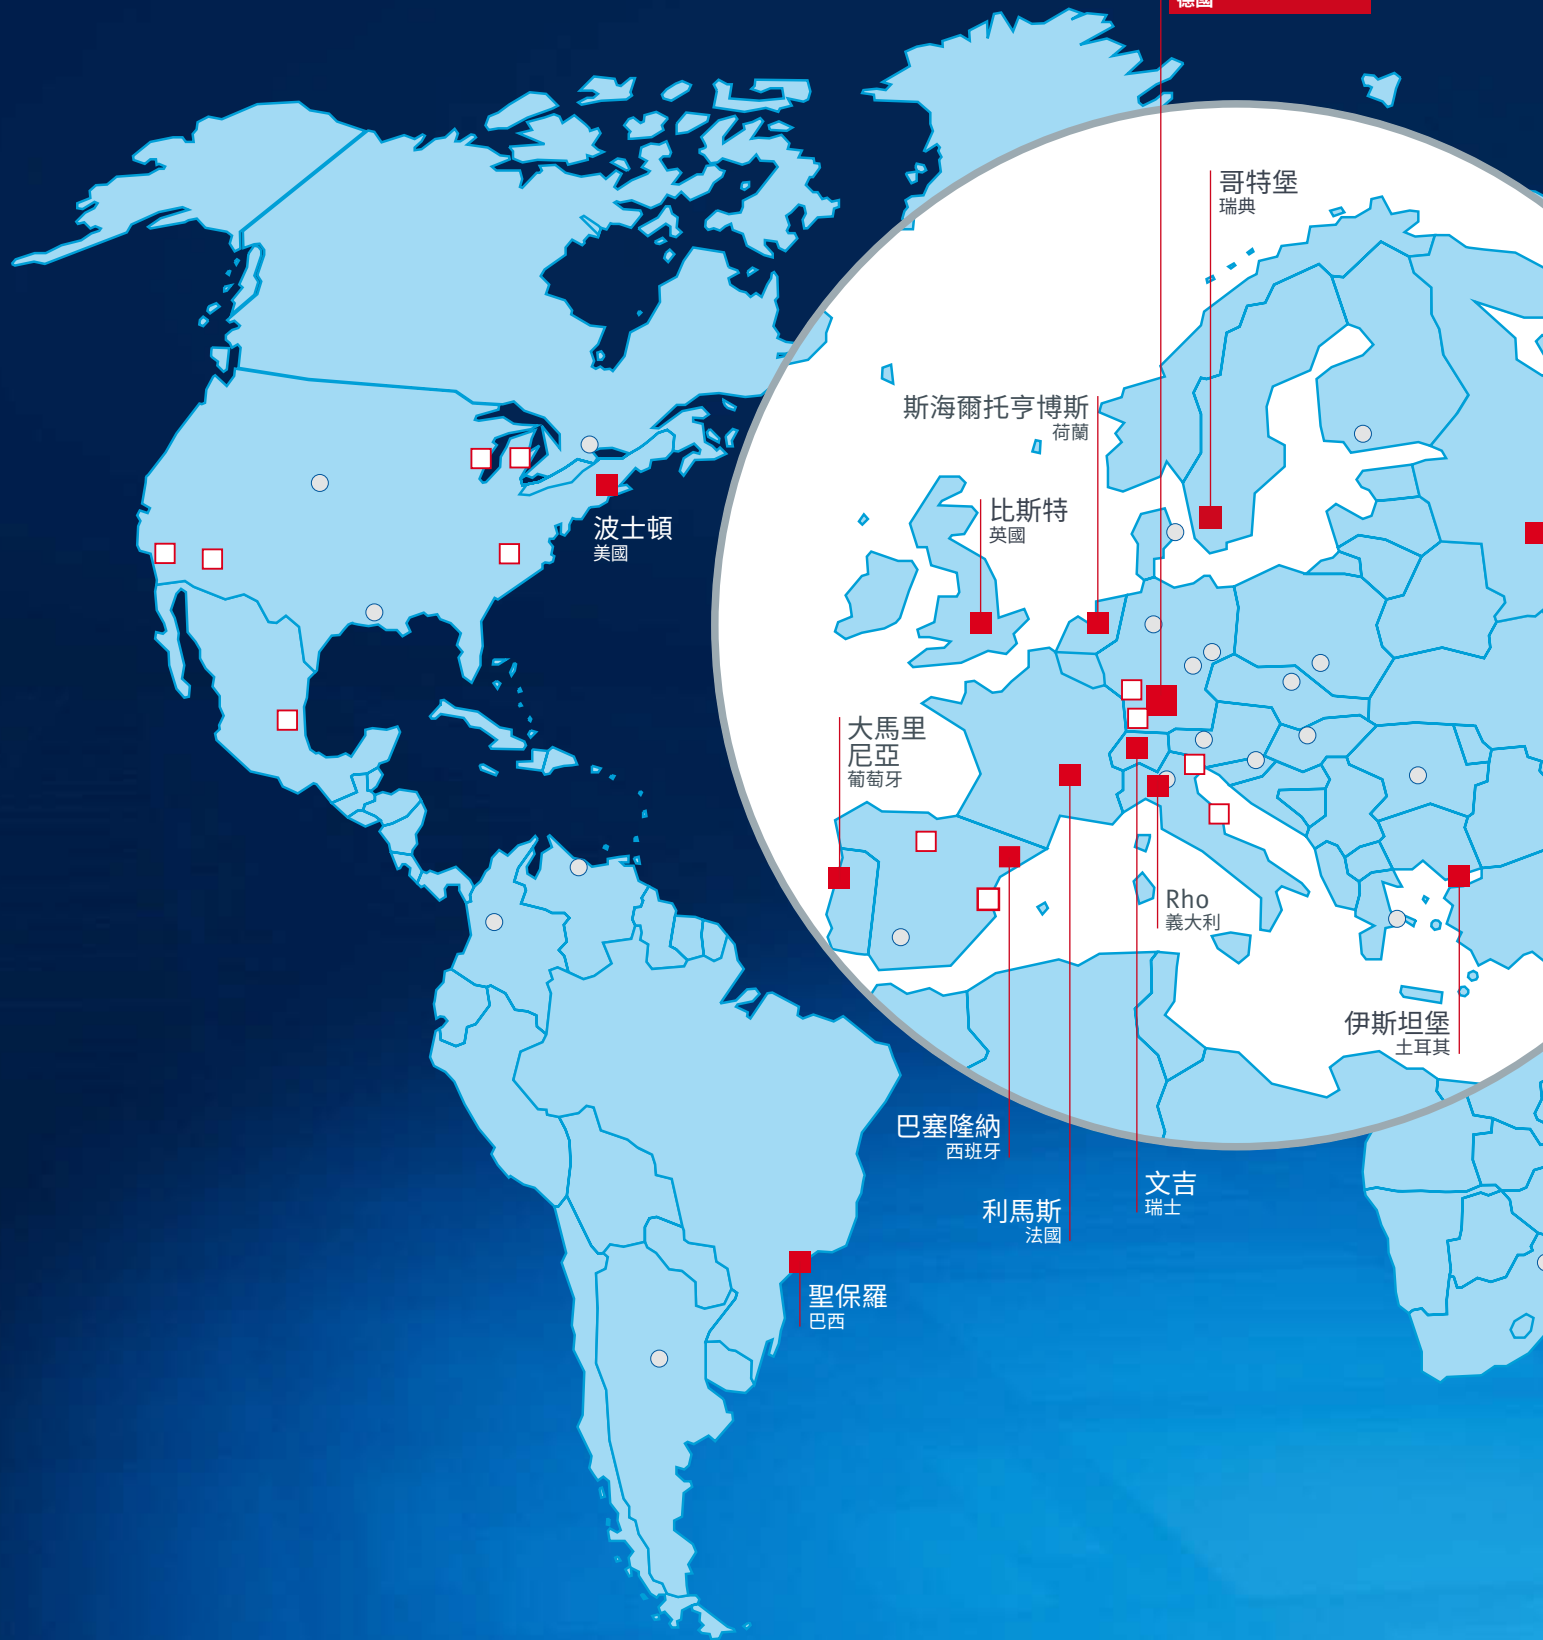 德國
哥特堡
瑞典
斯海爾托亨博斯
荷蘭
比斯特
英國
波士頓
美國
大馬里
尼亞
葡萄牙
Rho
義大利
伊斯坦堡
土耳其
巴塞隆納
西班牙
文吉
瑞士
利馬斯
法國
聖保羅
巴西